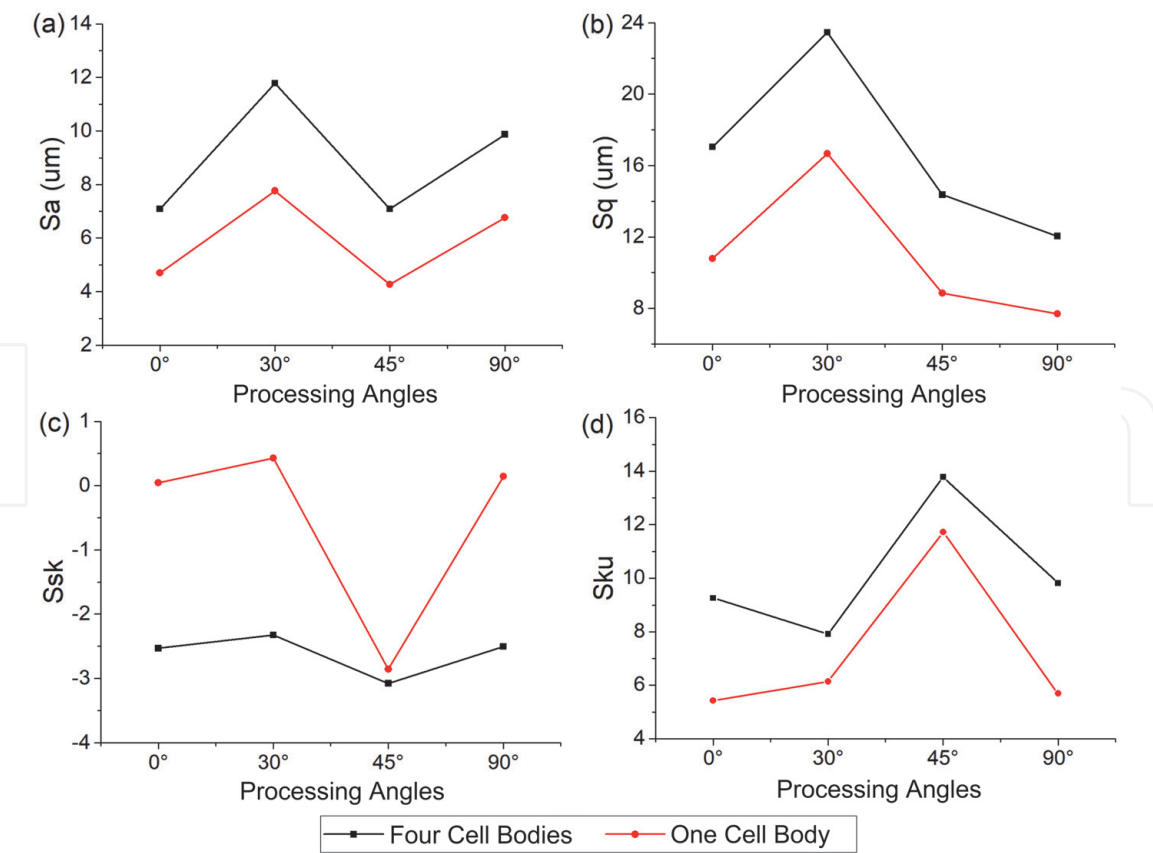 (a)
14
12
10
8
6
4
2
Sa (um)
0° 30° 45° 90°
Processing Angles
(b)
24
20
16
12
8
Sq (um)
0° 30° 45° 90°
Processing Angles
(c)
1
0
-1
-2
-3
-4
Ssk
0° 30° 45° 90°
Processing Angles
(d)
16
14
12
10
8
6
4
Sku
0° 30° 45° 90°
Processing Angles
Four Cell Bodies One Cell Body